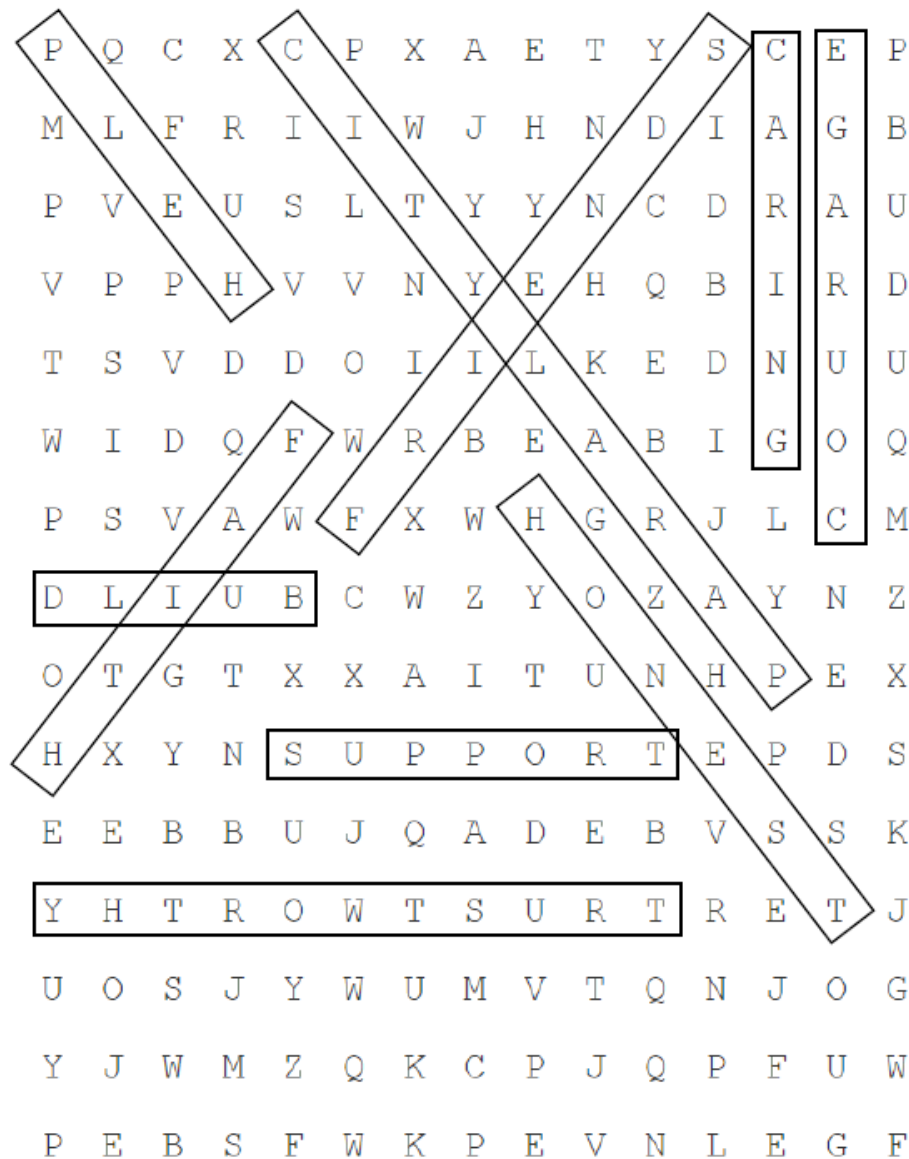 P Q C X C P X A E T Y S C E P
M L F R I I W J H N D I A G B
P V E U S L T Y Y N C D R A U
V P P H V V N Y E H Q B I R D
T S V D D O I I L K E D N U U
W I D Q F W R B E A B I G O Q
P S V A W F X W H G R J L C M
D L I U B C W Z Y O Z A Y N Z
O T G T X X A I T U N H P E X
H X Y N S U P P O R T E P D S
E E B B U J Q A D E B V S S K
Y H T R O W T S U R T R E T J
U O S J Y W U M V T Q N J O G
Y J W M Z Q K C P J Q P F U W
P E B S F W K P E V N L E G F